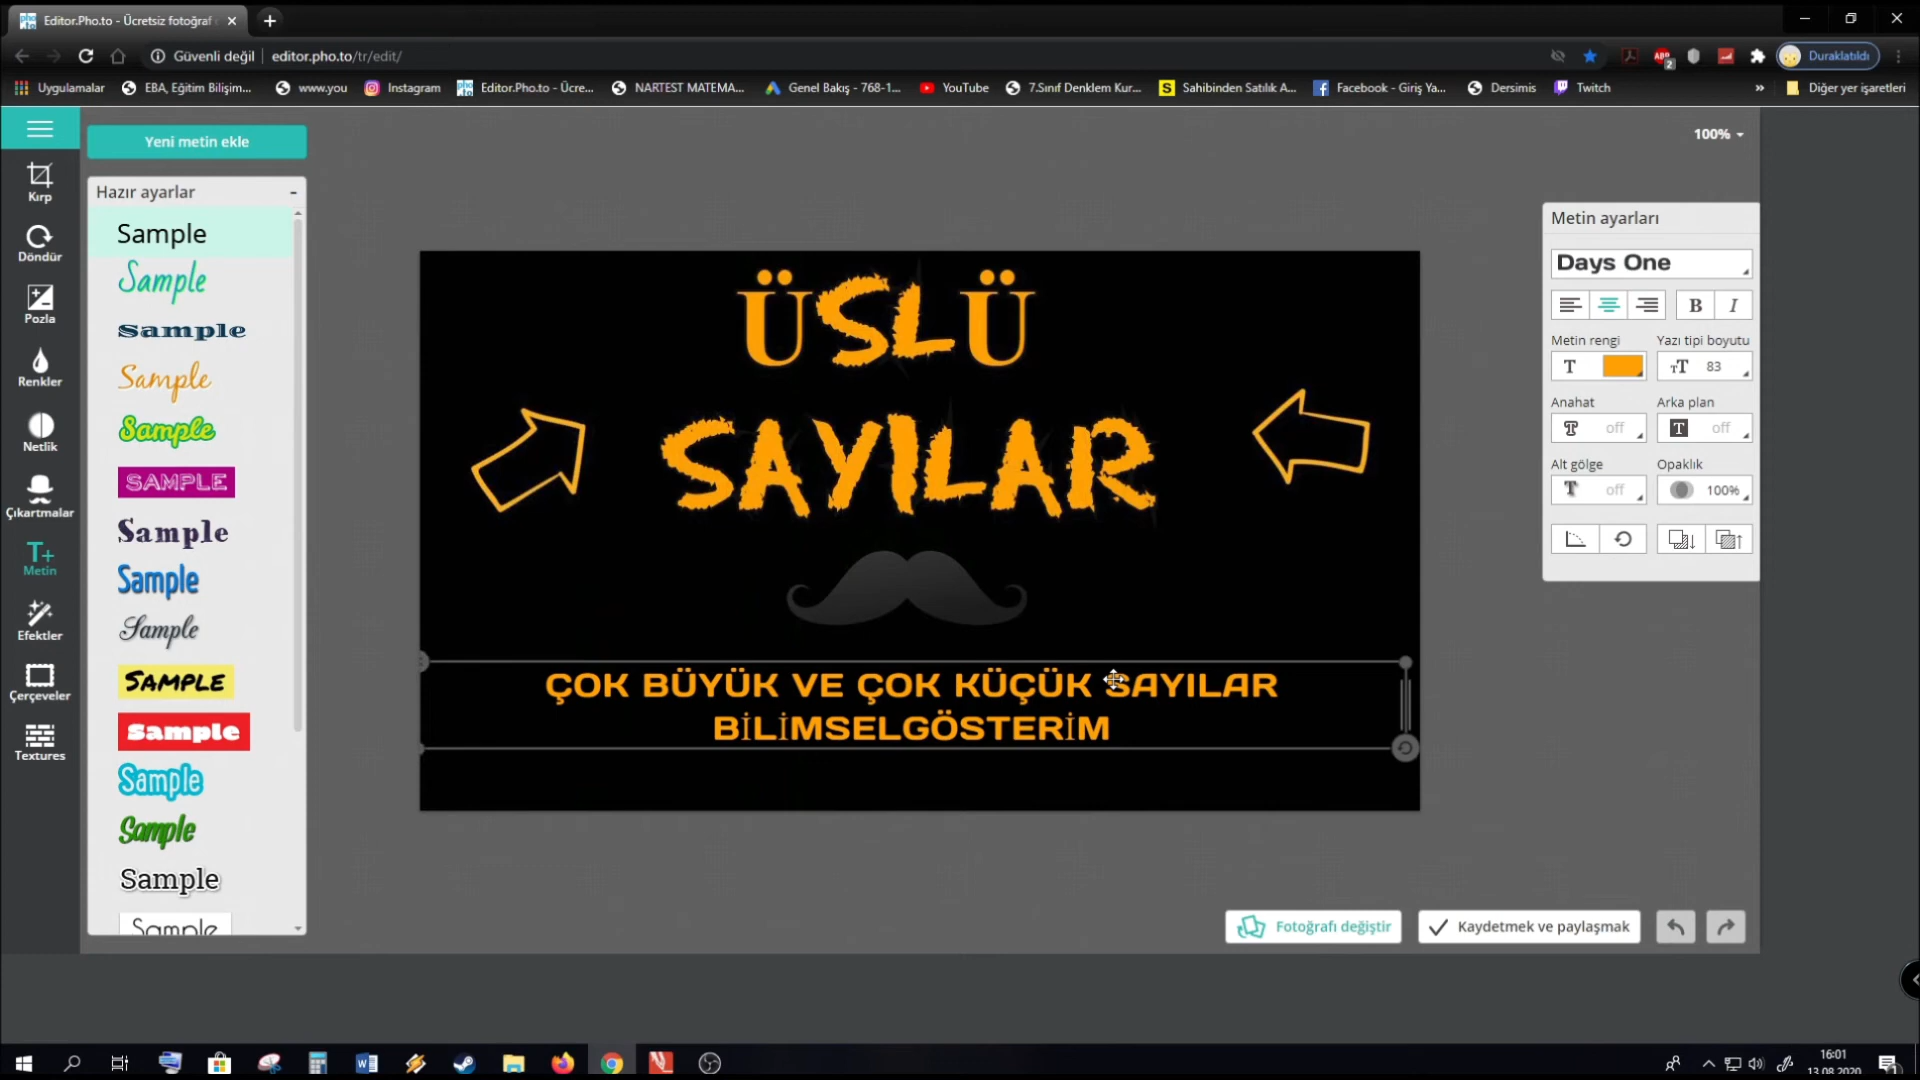 Editor.Pho.to - Ücretsiz fotoğraf
Güvenli değil editor.pho.to/tr/edit/
Duraklatıldı
Uygulamalar EBA, Eğitim Bilişim... www.you Instagram Editor.Pho.to - Ücre... NARTEST MATEMA... Genel Bakış - 768-1... YouTube 7.Sınıf Denklem Kur... Sahibinden Satılık A... Facebook - Giriş Ya... Dersimis Twitch » Diğer yer işaretleri
Yeni metin ekle
100%
Kırp
Döndür
Pozla
Renkler
Netlik
Çıkartmalar
T+
Metin
Efektler
Çerçeveler
Textures
Hazır ayarlar -
Sample
Sample
Sample
Sample
Sample
SAMPLE
Sample
Sample
Sample
SAMPLE
Sample
Sample
Sample
Sample
Sample
ÜSLÜ
SAYILAR
ÇOK BÜYÜK VE ÇOK KÜÇÜK SAYILAR
BİLİMSELGÖSTERİM
Metin ayarları
Days One
B I
Metin rengi Yazı tipi boyutu
T TT 83
Anahat Arka plan
T off T off
Alt gölge Opaklık
T off 100%
Fotoğrafı değiştir
Kaydetmek ve paylaşmak
16:01
13.08.2020